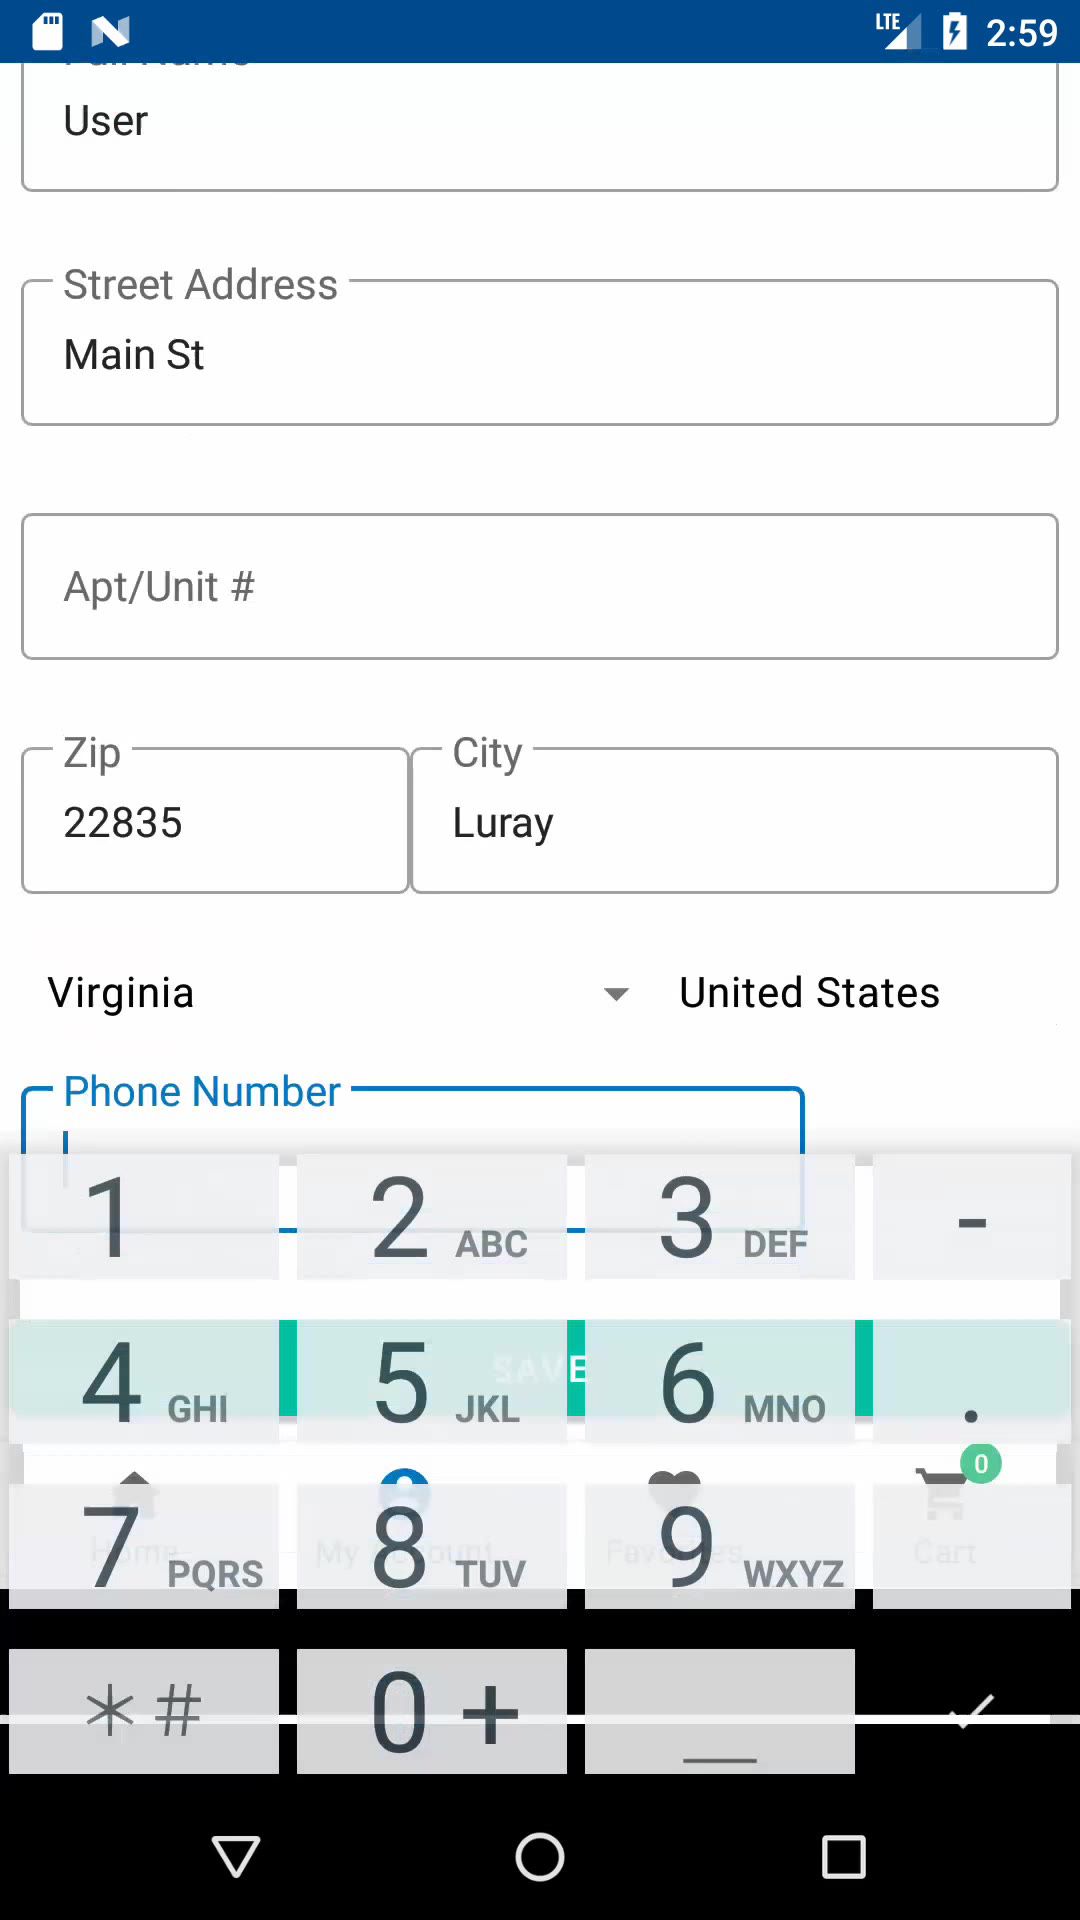 LTE 2:59
Full Name
User
Street Address
Main St
Apt/Unit #
Zip City
22835 Luray
Virginia United States
Phone Number
1 2 ABC 3 DEF -
SAVE
4 GHI 5 JKL 6 MNO .
0
7 PQRS 8 TUV 9 WXYZ
Home My Account Favorites Cart
*# 0 + _